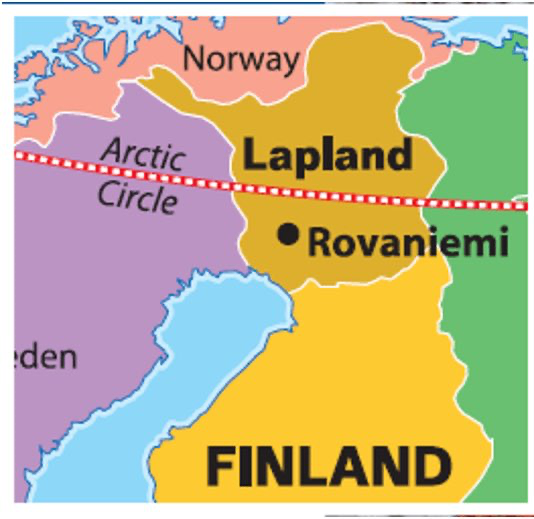 Norway
Arctic
Circle
Lapland
Rovaniemi
eden
FINLAND